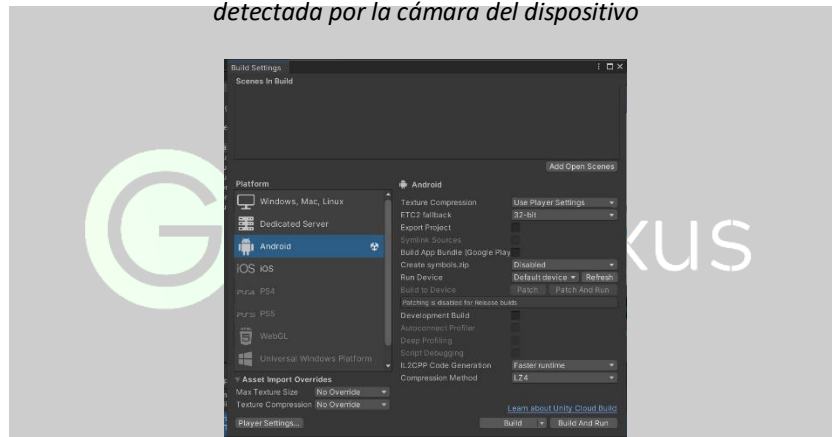 detectada por la cámara del dispositivo
Build Settings
Scenes In Build
Add Open Scenes
Platform
Windows, Mac, Linux
Dedicated Server
Android
iOS iOS
PS4
PS5
WebGL
Universal Windows Platform
Android
Texture Compression Use Player Settings
ETC2 fallback 32-bit
Export Project
Symlink Sources
Build App Bundle (Google Play
Create symbols.zip Disabled
Run Device Default device Refresh
Build to Device Patch Patch And Run
Patching is disabled for Release builds
Development Build
Autoconnect Profiler
Deep Profiling
Script Debugging
IL2CPP Code Generation Faster runtime
Compression Method LZ4
Asset Import Overrides
Max Texture Size No Override
Texture Compression No Override
Learn about Unity Cloud Build
Player Settings...
Build Build And Run
xus